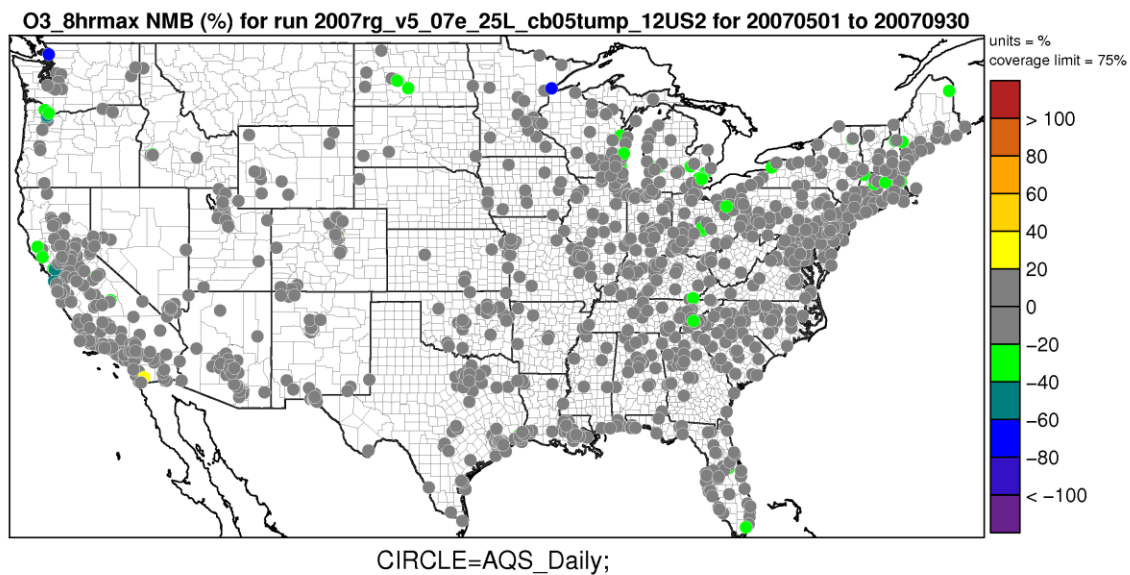 O3_8hrmax NMB (%) for run 2007rg_v5_07e_25L_cb05tump_12US2 for 20070501 to 20070930
units = %
coverage limit = 75%
> 100
80
60
40
20
0
−20
−40
−60
−80
< −100
CIRCLE=AQS_Daily;